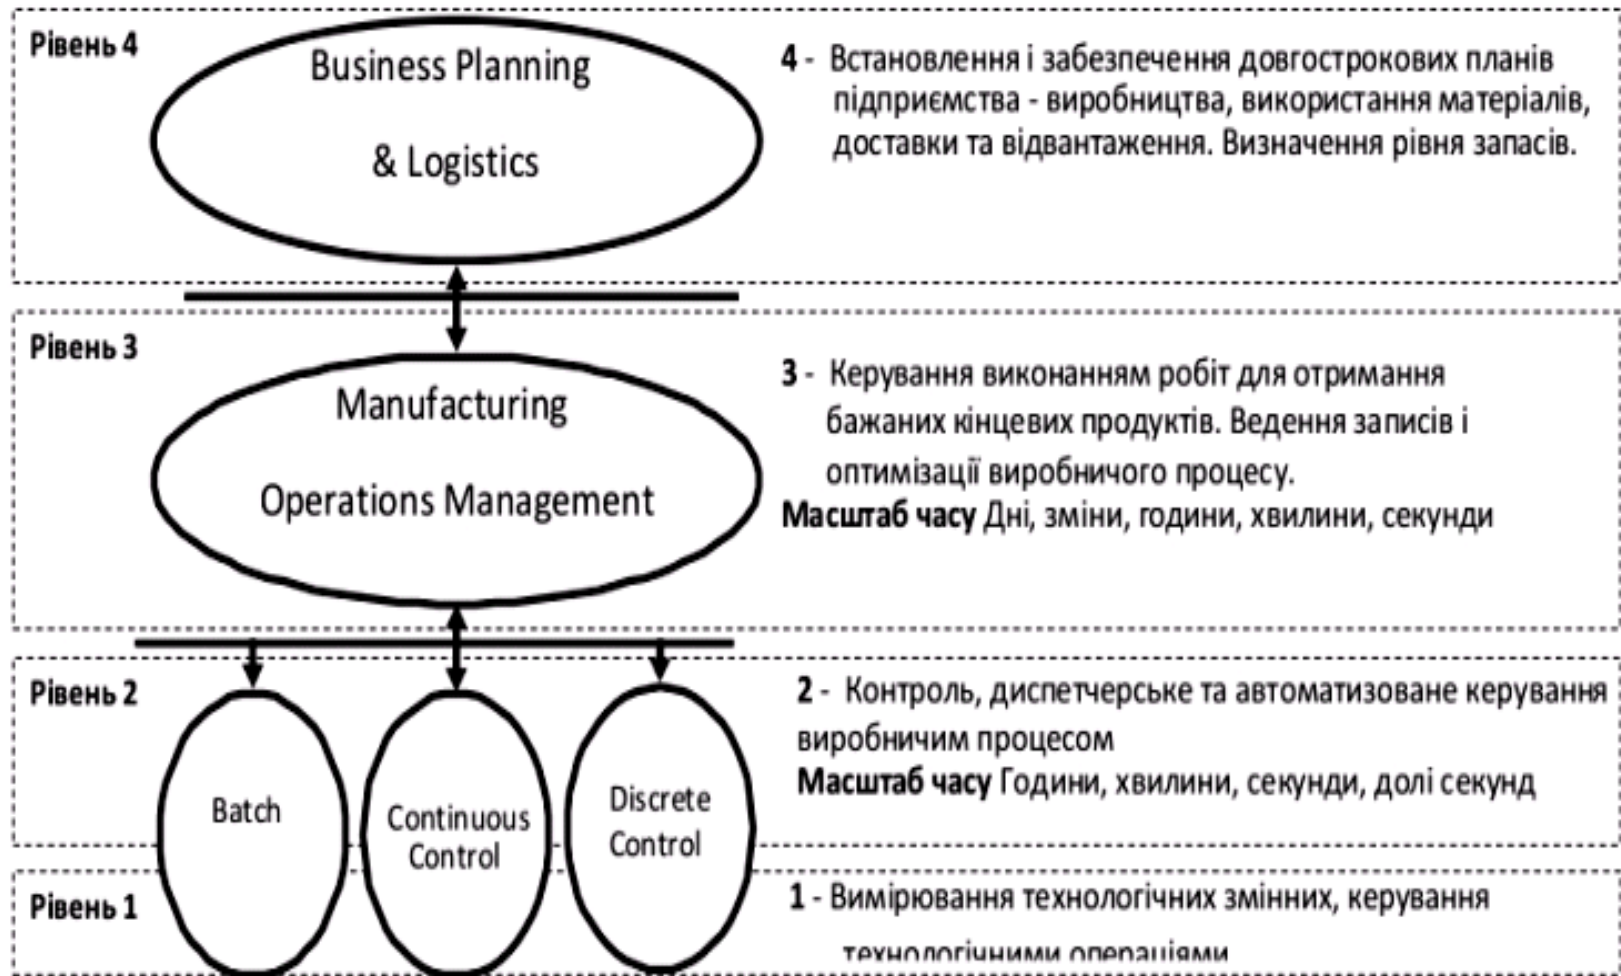 Рівень 4
Business Planning
& Logistics
4 - Встановлення і забезпечення довгострокових планів
підприємства - виробництва, використання матеріалів,
доставки та відвантаження. Визначення рівня запасів.
Рівень 3
Manufacturing
Operations Management
3 - Керування виконанням робіт для отримання
бажаних кінцевих продуктів. Ведення записів і
оптимізації виробничого процесу.
Масштаб часу Дні, зміни, години, хвилини, секунди
Рівень 2
Batch
Continuous
Control
Discrete
Control
2 - Контроль, диспетчерське та автоматизоване керування
виробничим процесом
Масштаб часу Години, хвилини, секунди, долі секунд
Рівень 1
1 - Вимірювання технологічних змінних, керування
технологічними операціями